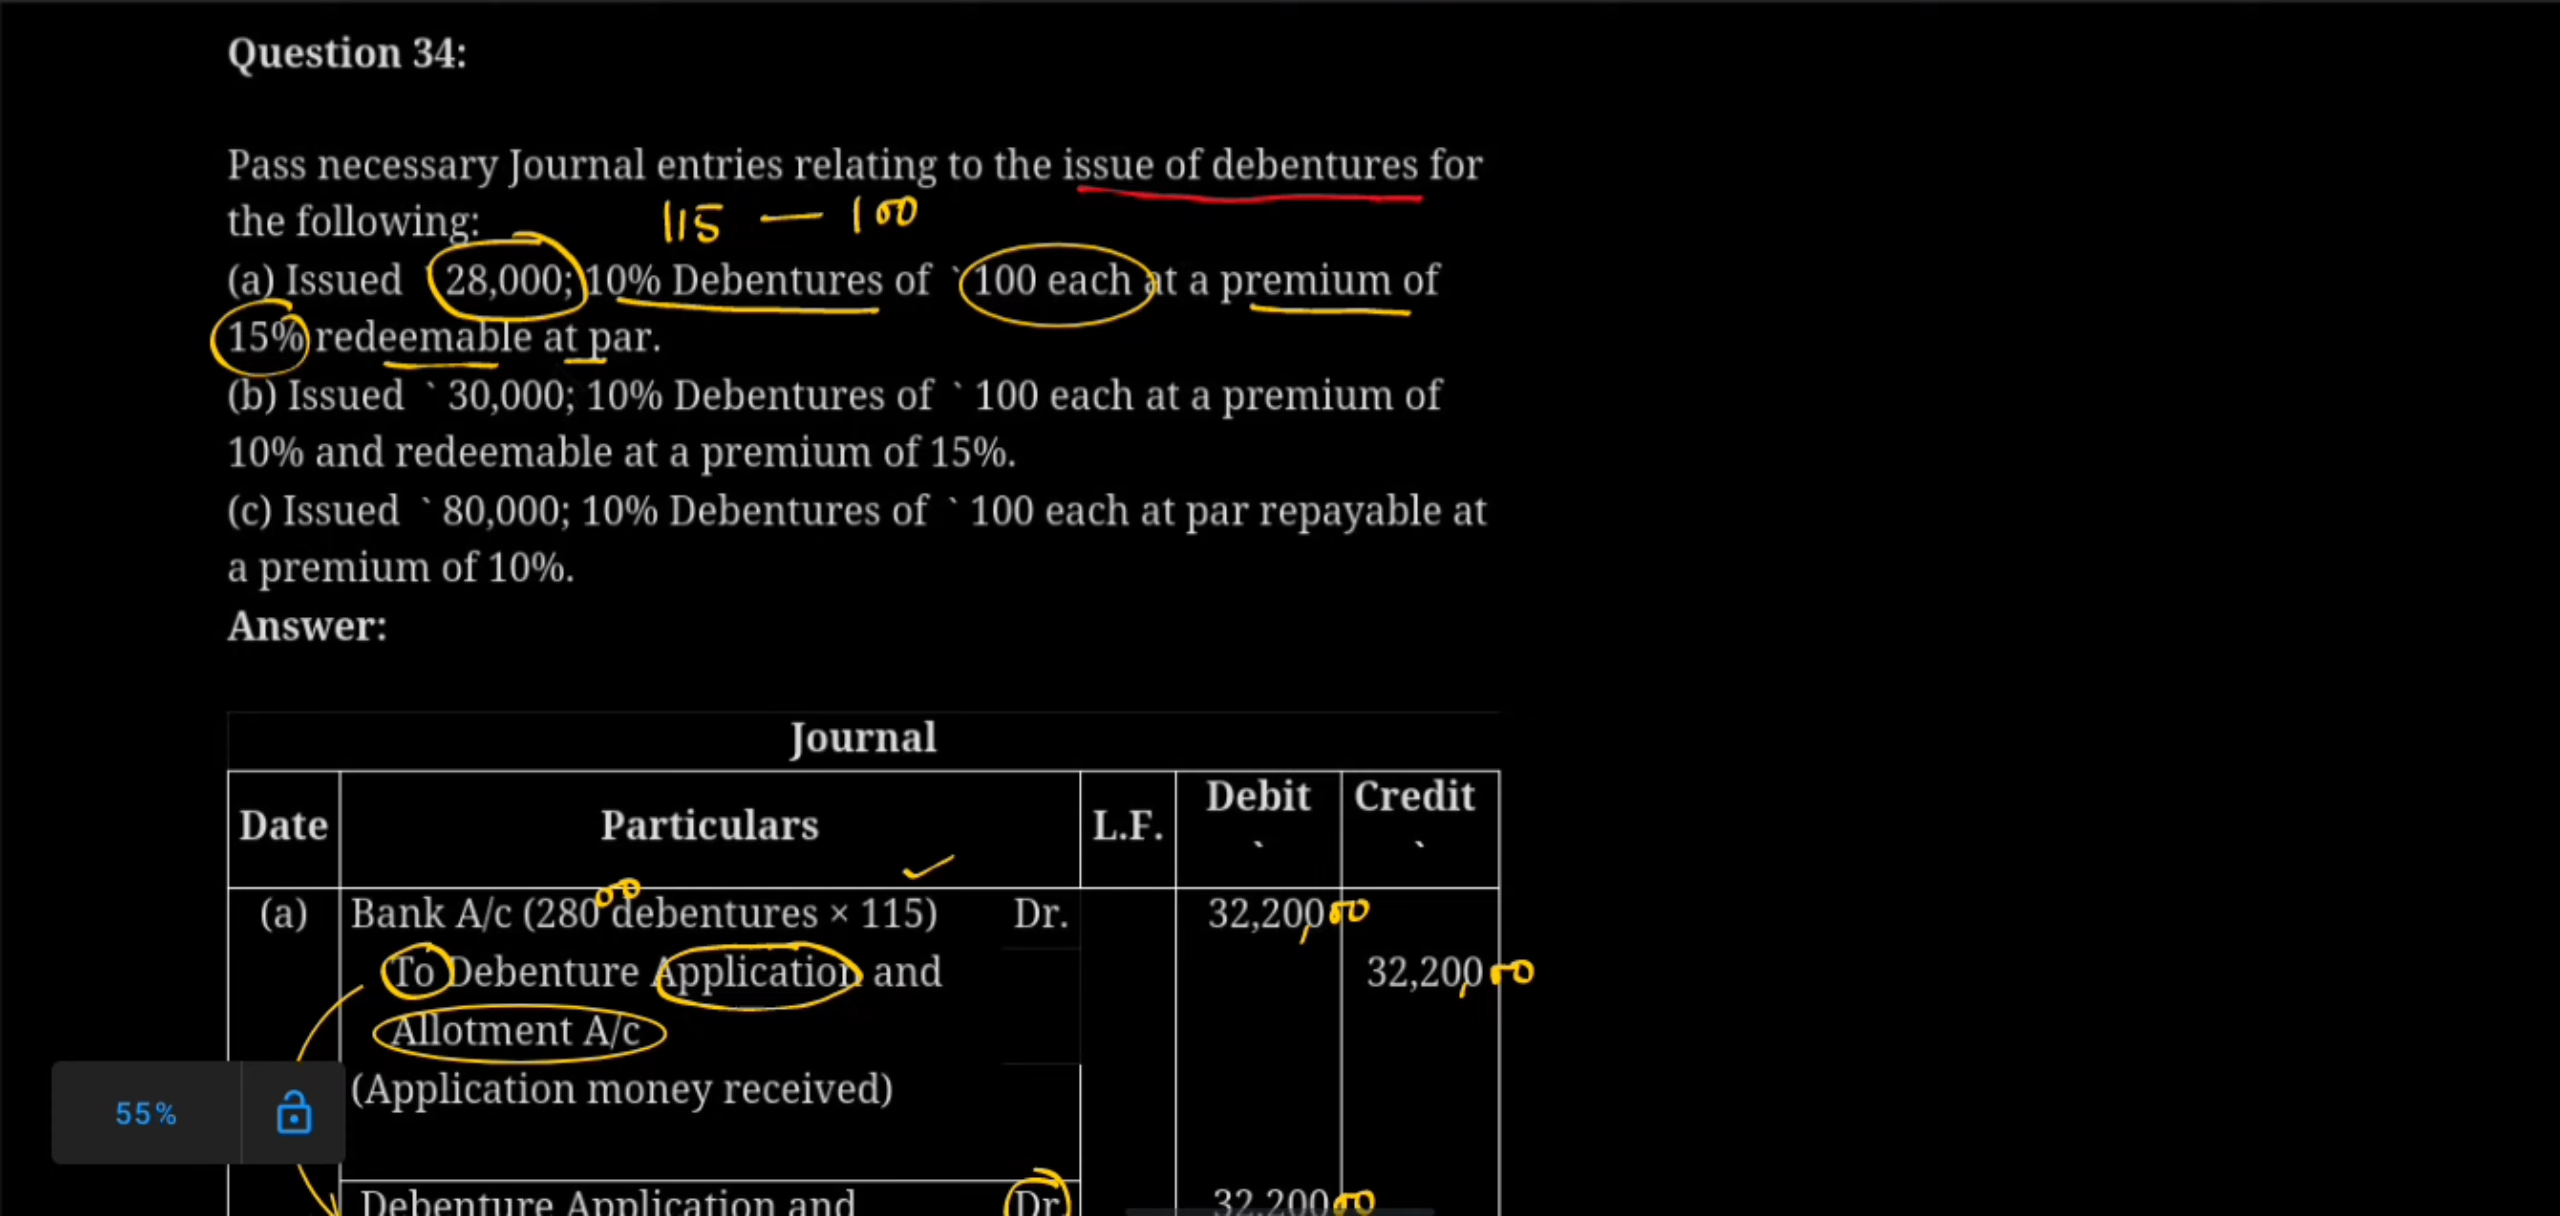 Question 34:
Pass necessary Journal entries relating to the issue of debentures for
the following:
115 — 100
(a) Issued ` 28,000; 10% Debentures of ` 100 each at a premium of
15% redeemable at par.
(b) Issued ` 30,000; 10% Debentures of ` 100 each at a premium of
10% and redeemable at a premium of 15%.
(c) Issued ` 80,000; 10% Debentures of ` 100 each at par repayable at
a premium of 10%.
Answer:
Journal
Date Particulars L.F. Debit ` Credit `
00
(a) Bank A/c (280 debentures × 115) Dr. 32,200,00
To Debenture Application and 32,200,00
Allotment A/c
(Application money received)
55%
Debenture Application and Dr. 32,200 00